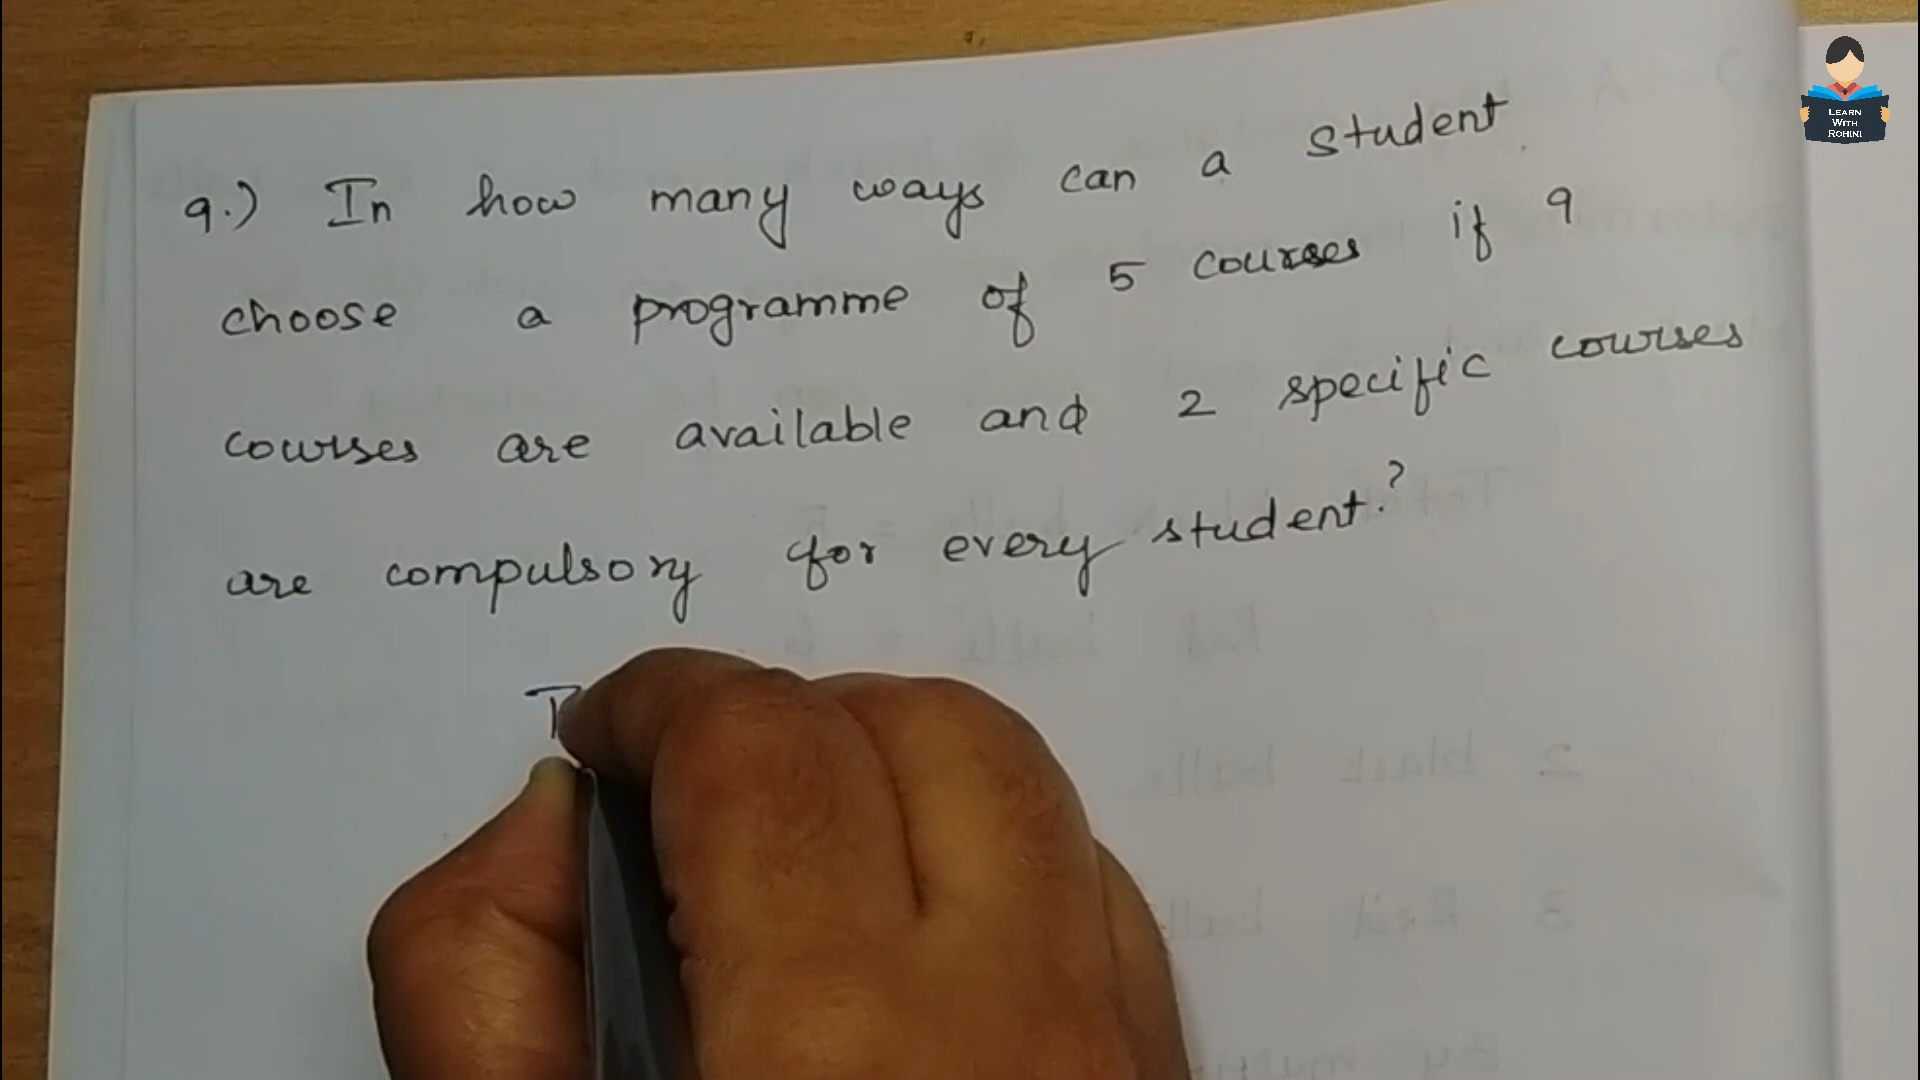 9.) In how many ways can a student
choose a programme of 5 courses if 9
courses are available and 2 specific courses
are compulsory for every student?
T
LEARN
WITH
ROHINI